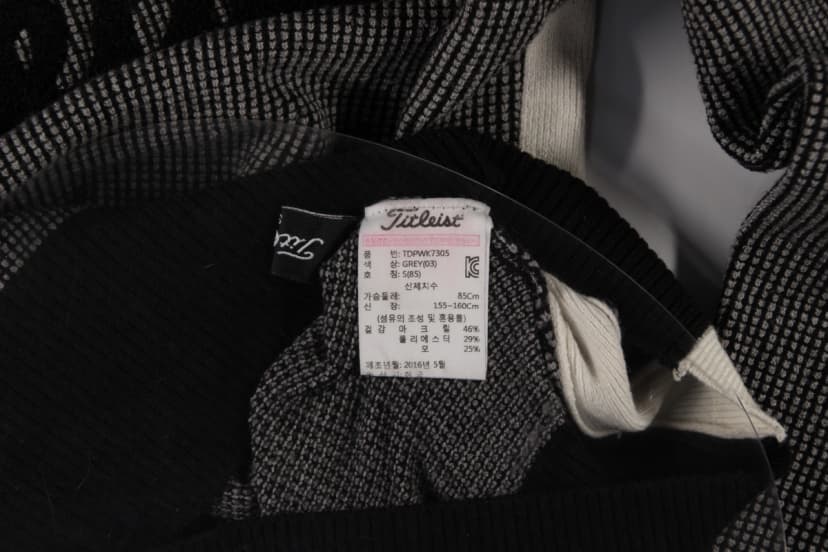 Titleist
품 번: TDPWK7305
색 상: GREY(03)
호 칭: S(85)
신체치수
가슴둘레: 85Cm
신 장: 155~160Cm
(섬유의 조성 및 혼용률)
겉감 아크릴 46%
폴리에스터 29%
모 25%
제조년월: 2016년 5월
Titl